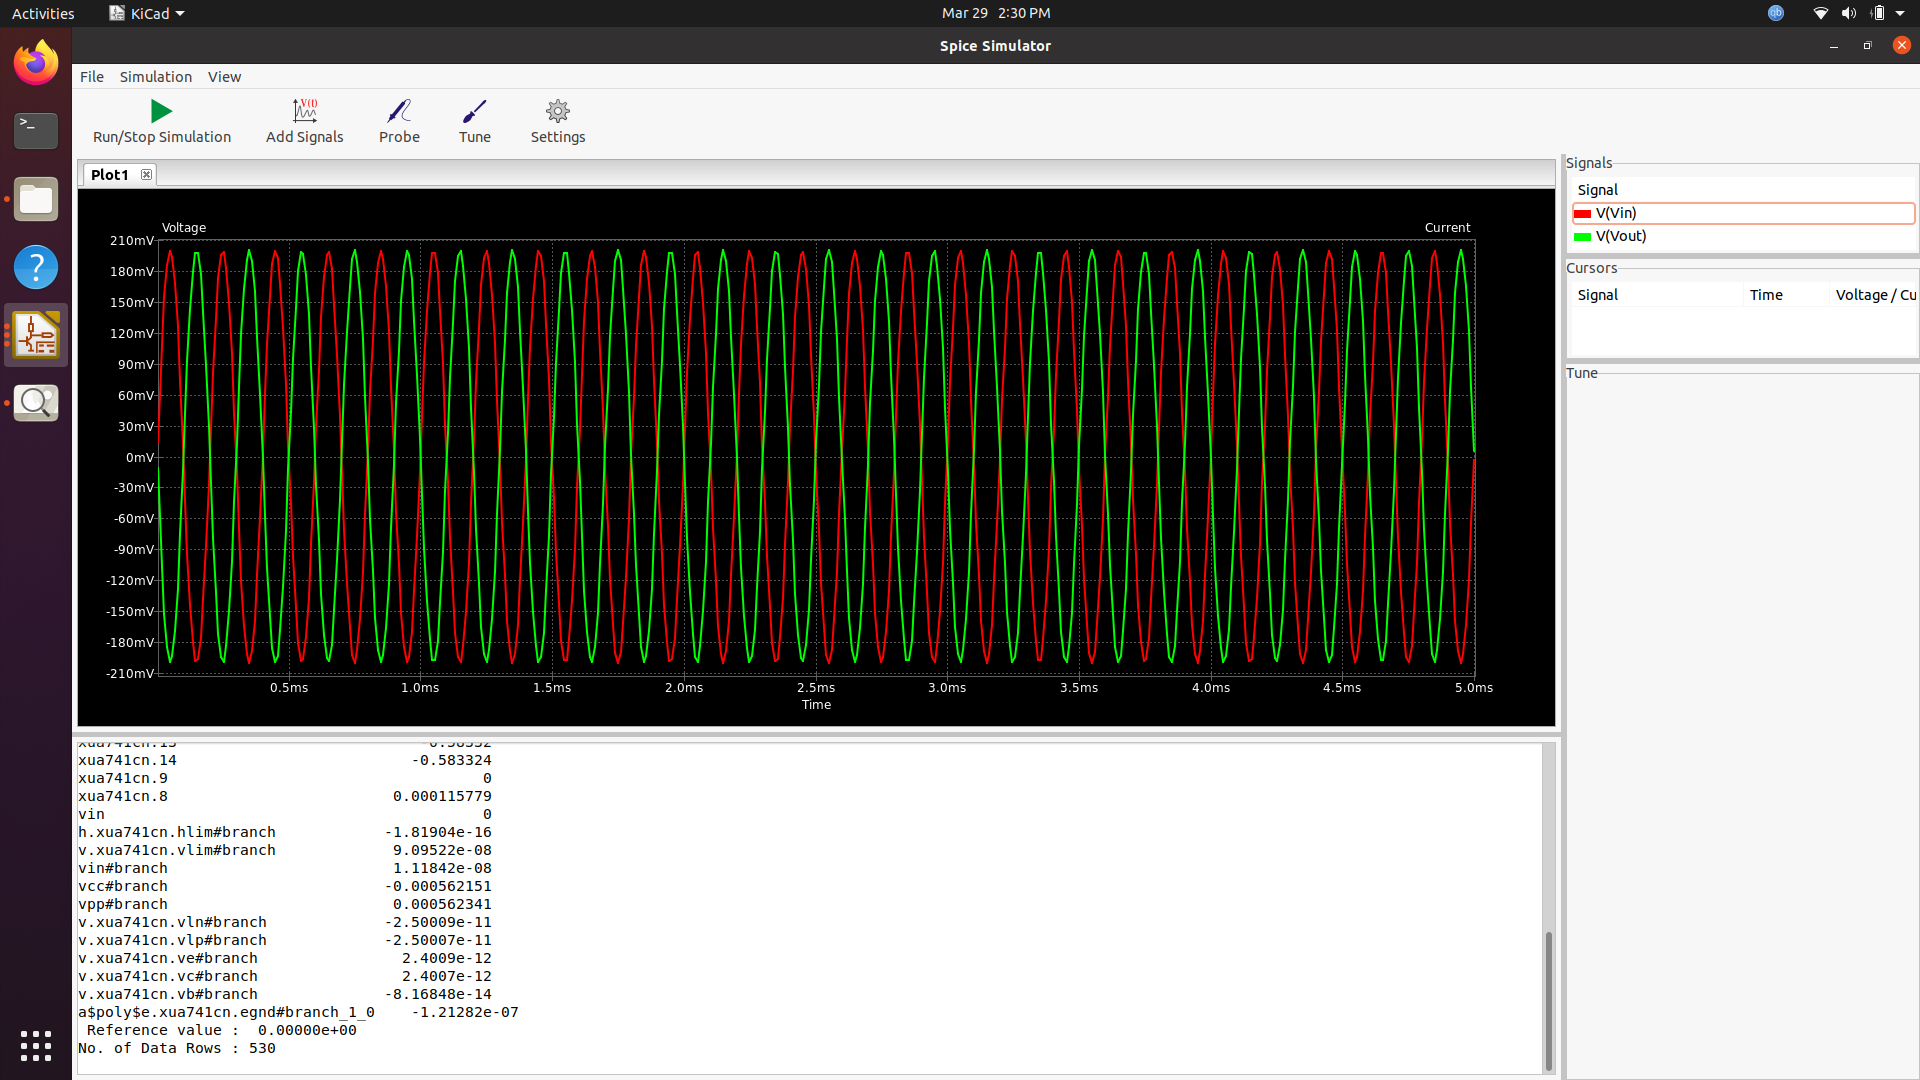 Activities
KiCad
Mar 29 2:30 PM
qb
Spice Simulator
File Simulation View
Run/Stop Simulation
V(t)
Add Signals
Probe
Tune
Settings
Plot1
Voltage
Current
210mV
180mV
150mV
120mV
90mV
60mV
30mV
0mV
-30mV
-60mV
-90mV
-120mV
-150mV
-180mV
-210mV
0.5ms 1.0ms 1.5ms 2.0ms 2.5ms 3.0ms 3.5ms 4.0ms 4.5ms 5.0ms
Time
Signals
Signal
V(Vin)
V(Vout)
Cursors
Signal Time Voltage / Cu
Tune
xua741cn.14 -0.583324
xua741cn.9 0
xua741cn.8 0.000115779
vin 0
h.xua741cn.hlim#branch -1.81904e-16
v.xua741cn.vlim#branch 9.09522e-08
vin#branch 1.11842e-08
vcc#branch -0.000562151
vpp#branch 0.000562341
v.xua741cn.vln#branch -2.50009e-11
v.xua741cn.vlp#branch -2.50007e-11
v.xua741cn.ve#branch 2.4009e-12
v.xua741cn.vc#branch 2.4007e-12
v.xua741cn.vb#branch -8.16848e-14
a$poly$e.xua741cn.egnd#branch_1_0 -1.21282e-07
Reference value : 0.00000e+00
No. of Data Rows : 530